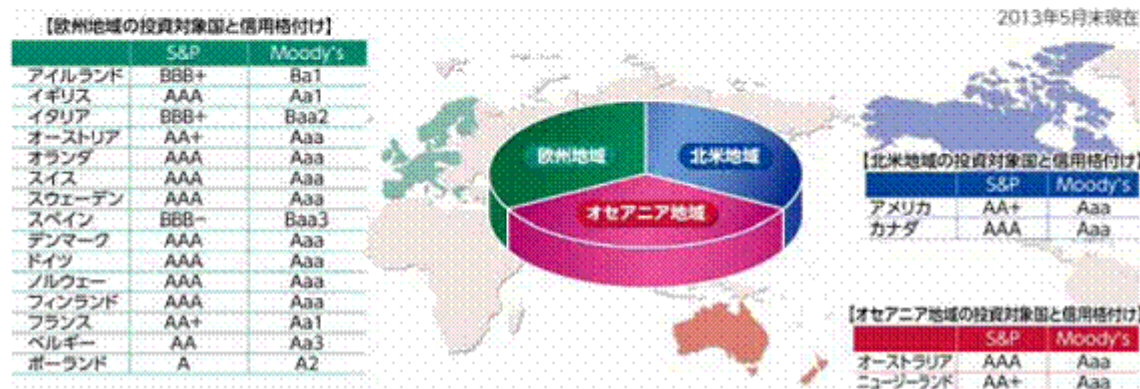 2013年5月末現在
【欧州地域の投資対象国と信用格付け】
S&P Moody's
アイルランド BBB+ Ba1
イギリス AAA Aa1
イタリア BBB+ Baa2
オーストリア AA+ Aaa
オランダ AAA Aaa
スイス AAA Aaa
スウェーデン AAA Aaa
スペイン BBB− Baa3
デンマーク AAA Aaa
ドイツ AAA Aaa
ノルウェー AAA Aaa
フィンランド AAA Aaa
フランス AA+ Aa1
ベルギー AA Aa3
ポーランド A A2
欧州地域
北米地域
オセアニア地域
【北米地域の投資対象国と信用格付け】
S&P Moody's
アメリカ AA+ Aaa
カナダ AAA Aaa
【オセアニア地域の投資対象国と信用格付け】
S&P Moody's
オーストラリア AAA Aaa
ニュージーランド AA+ Aaa